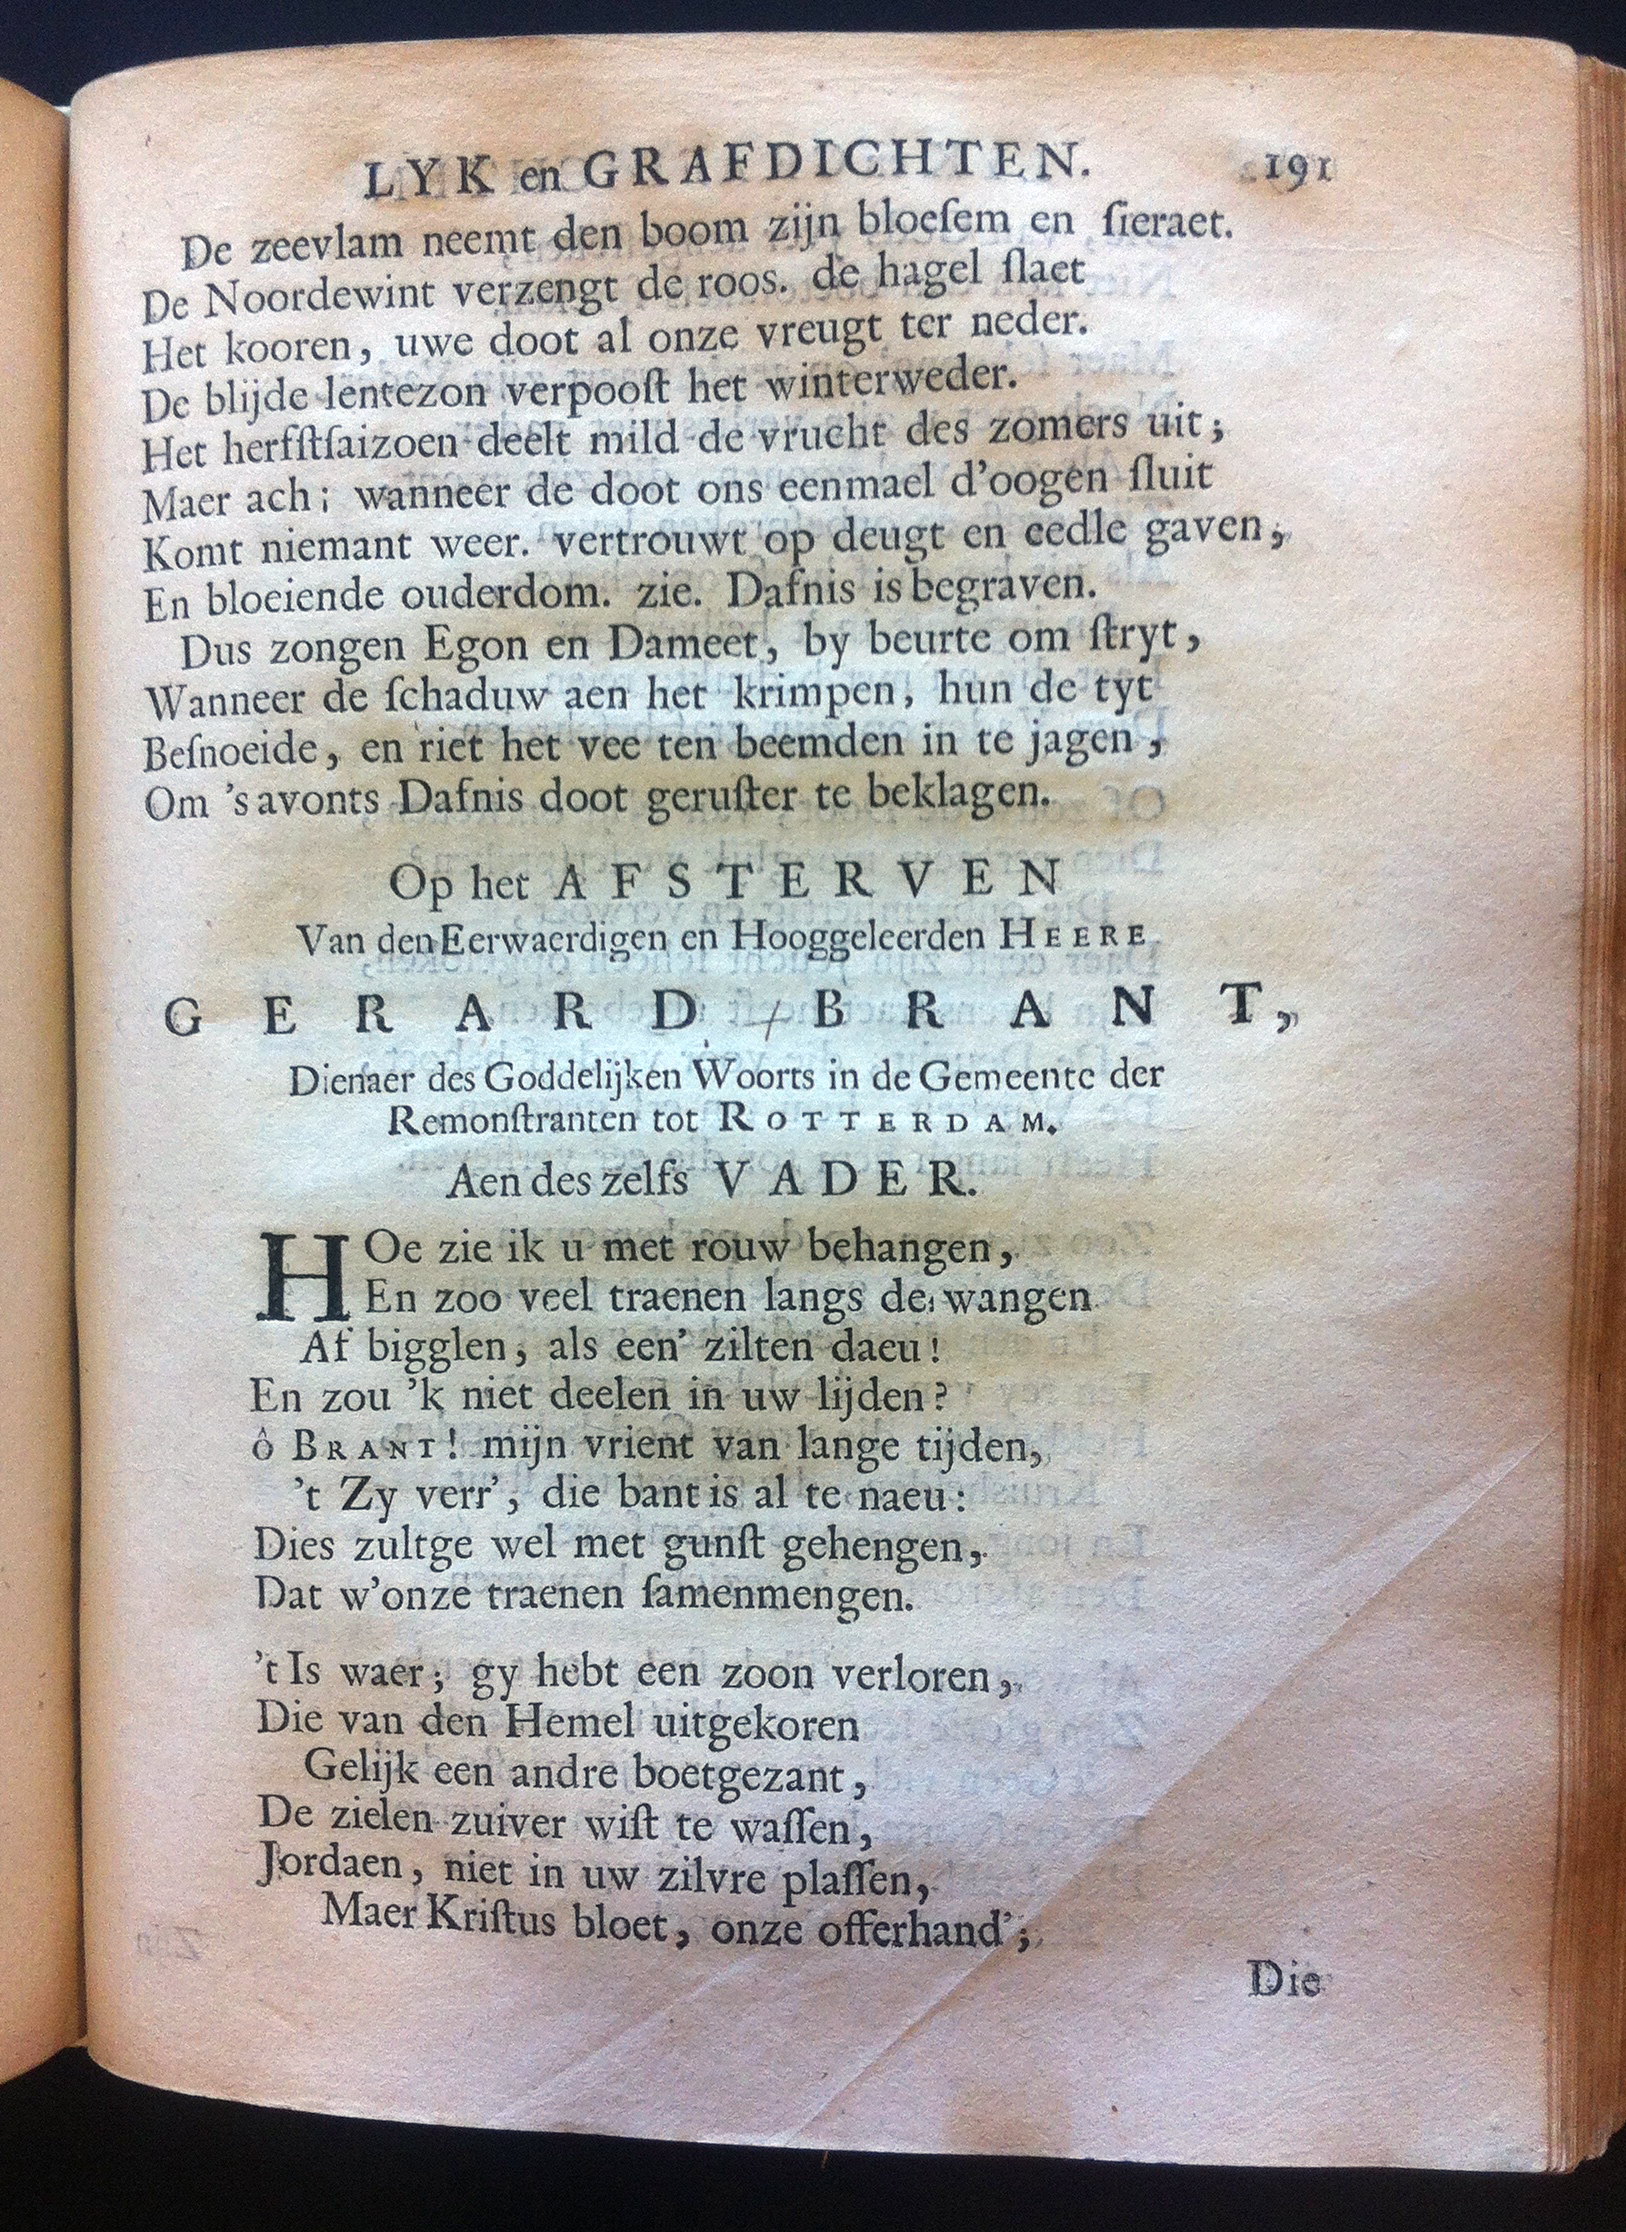 LYK en GRAFDICHTEN. 191
De zeevlam neemt den boom zijn bloeſem en ſieraet.
De Noordewint verzengt de roos. de hagel ſlaet
Het kooren, uwe doot al onze vreugt ter neder.
De blijde lentezon verpooſt het winterweder.
Het herfſtſaizoen deelt mild de vrucht des zomers uit;
Maer ach; wanneer de doot ons eenmael d'oogen ſluit
Komt niemant weer. vertrouwt op deugt en eedle gaven,
En bloeiende ouderdom. zie. Dafnis is begraven.
Dus zongen Egon en Dameet, by beurte om ſtryt,
Wanneer de ſchaduw aen het krimpen, hun de tyt
Beſnoeide, en riet het vee ten beemden in te jagen,
Om 's avonts Dafnis doot geruſter te beklagen.
Op het AFSTERVEN
Van den Eerwaerdigen en Hooggeleerden HEERE
GERARD BRANT,
Dienaer des Goddelijken Woorts in de Gemeente der
Remonſtranten tot ROTTERDAM.
Aen des zelfs VADER.
HOe zie ik u met rouw behangen,
En zoo veel traenen langs de wangen
Af bigglen, als een' zilten daeu!
En zou 'k niet deelen in uw lijden?
ô BRANT! mijn vrient van lange tijden,
't Zy verr', die bant is al te naeu:
Dies zultge wel met gunſt gehengen,
Dat w'onze traenen ſamenmengen.
't Is waer; gy hebt een zoon verloren,
Die van den Hemel uitgekoren
Gelijk een andre boetgezant,
De zielen zuiver wiſt te waſſen,
Jordaen, niet in uw zilvre plaſſen,
Maer Kriſtus bloet, onze offerhand';
Die